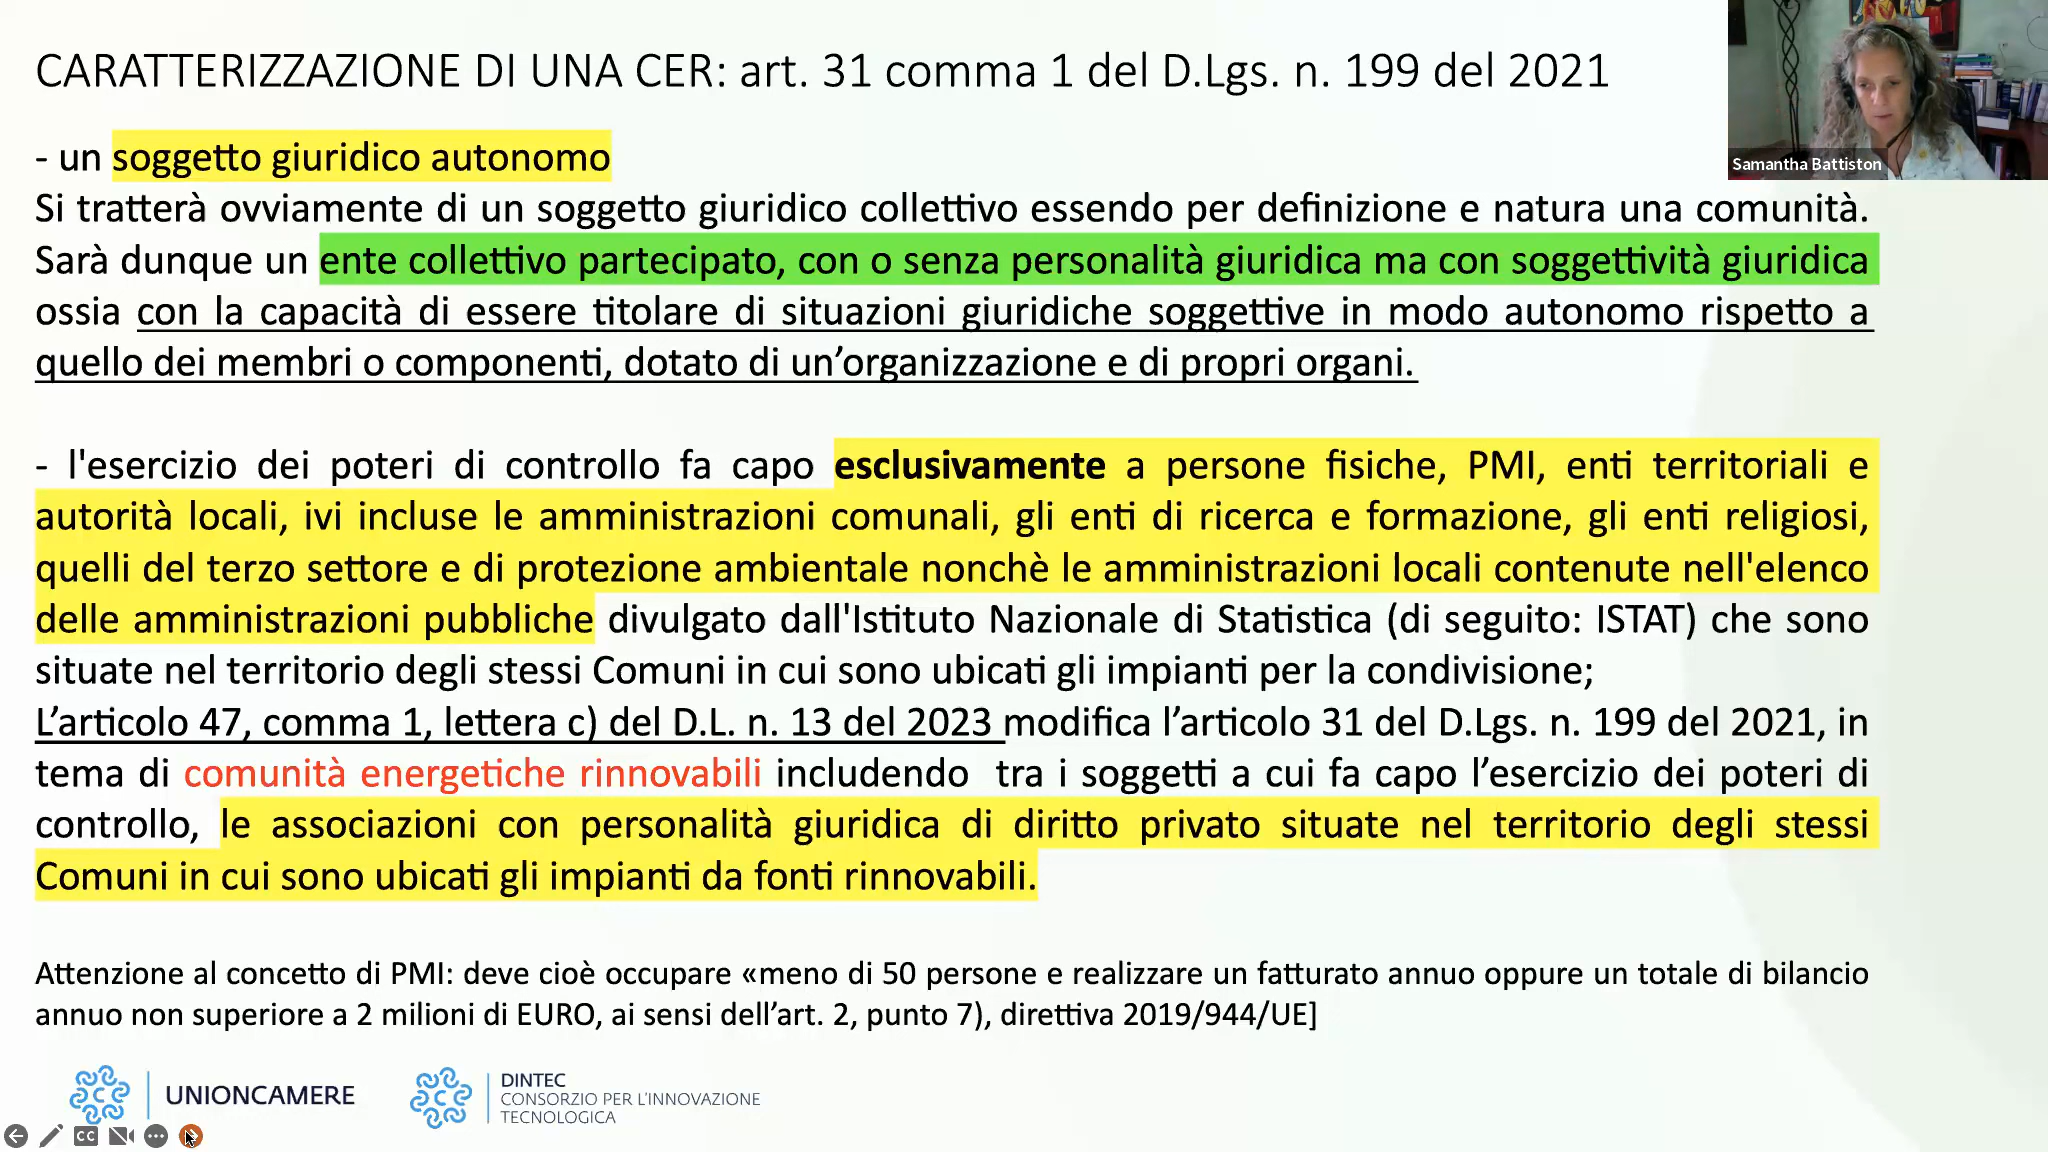 CARATTERIZZAZIONE DI UNA CER: art. 31 comma 1 del D.Lgs. n. 199 del 2021
Samantha Battiston
- un soggetto giuridico autonomo
Si tratterà ovviamente di un soggetto giuridico collettivo essendo per definizione e natura una comunità.
Sarà dunque un ente collettivo partecipato, con o senza personalità giuridica ma con soggettività giuridica
ossia con la capacità di essere titolare di situazioni giuridiche soggettive in modo autonomo rispetto a
quello dei membri o componenti, dotato di un’organizzazione e di propri organi.
- l'esercizio dei poteri di controllo fa capo esclusivamente a persone fisiche, PMI, enti territoriali e
autorità locali, ivi incluse le amministrazioni comunali, gli enti di ricerca e formazione, gli enti religiosi,
quelli del terzo settore e di protezione ambientale nonchè le amministrazioni locali contenute nell'elenco
delle amministrazioni pubbliche divulgato dall'Istituto Nazionale di Statistica (di seguito: ISTAT) che sono
situate nel territorio degli stessi Comuni in cui sono ubicati gli impianti per la condivisione;
L’articolo 47, comma 1, lettera c) del D.L. n. 13 del 2023 modifica l’articolo 31 del D.Lgs. n. 199 del 2021, in
tema di comunità energetiche rinnovabili includendo tra i soggetti a cui fa capo l’esercizio dei poteri di
controllo, le associazioni con personalità giuridica di diritto privato situate nel territorio degli stessi
Comuni in cui sono ubicati gli impianti da fonti rinnovabili.
Attenzione al concetto di PMI: deve cioè occupare «meno di 50 persone e realizzare un fatturato annuo oppure un totale di bilancio
annuo non superiore a 2 milioni di EURO, ai sensi dell’art. 2, punto 7), direttiva 2019/944/UE]
UNIONCAMERE
DINTEC
CONSORZIO PER L’INNOVAZIONE
TECNOLOGICA
CC